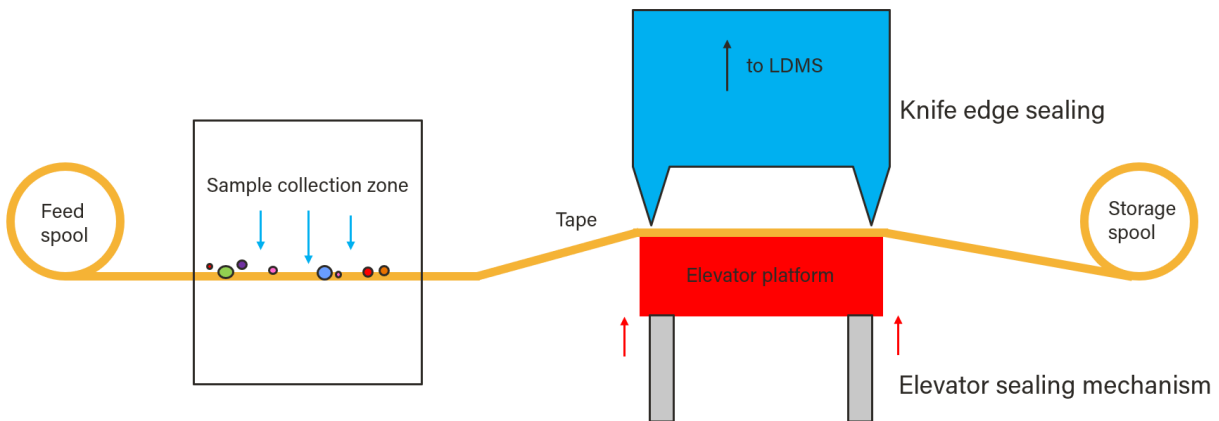 to LDMS
Knife edge sealing
Sample collection zone
Feed
spool
Tape
Storage
spool
Elevator platform
Elevator sealing mechanism